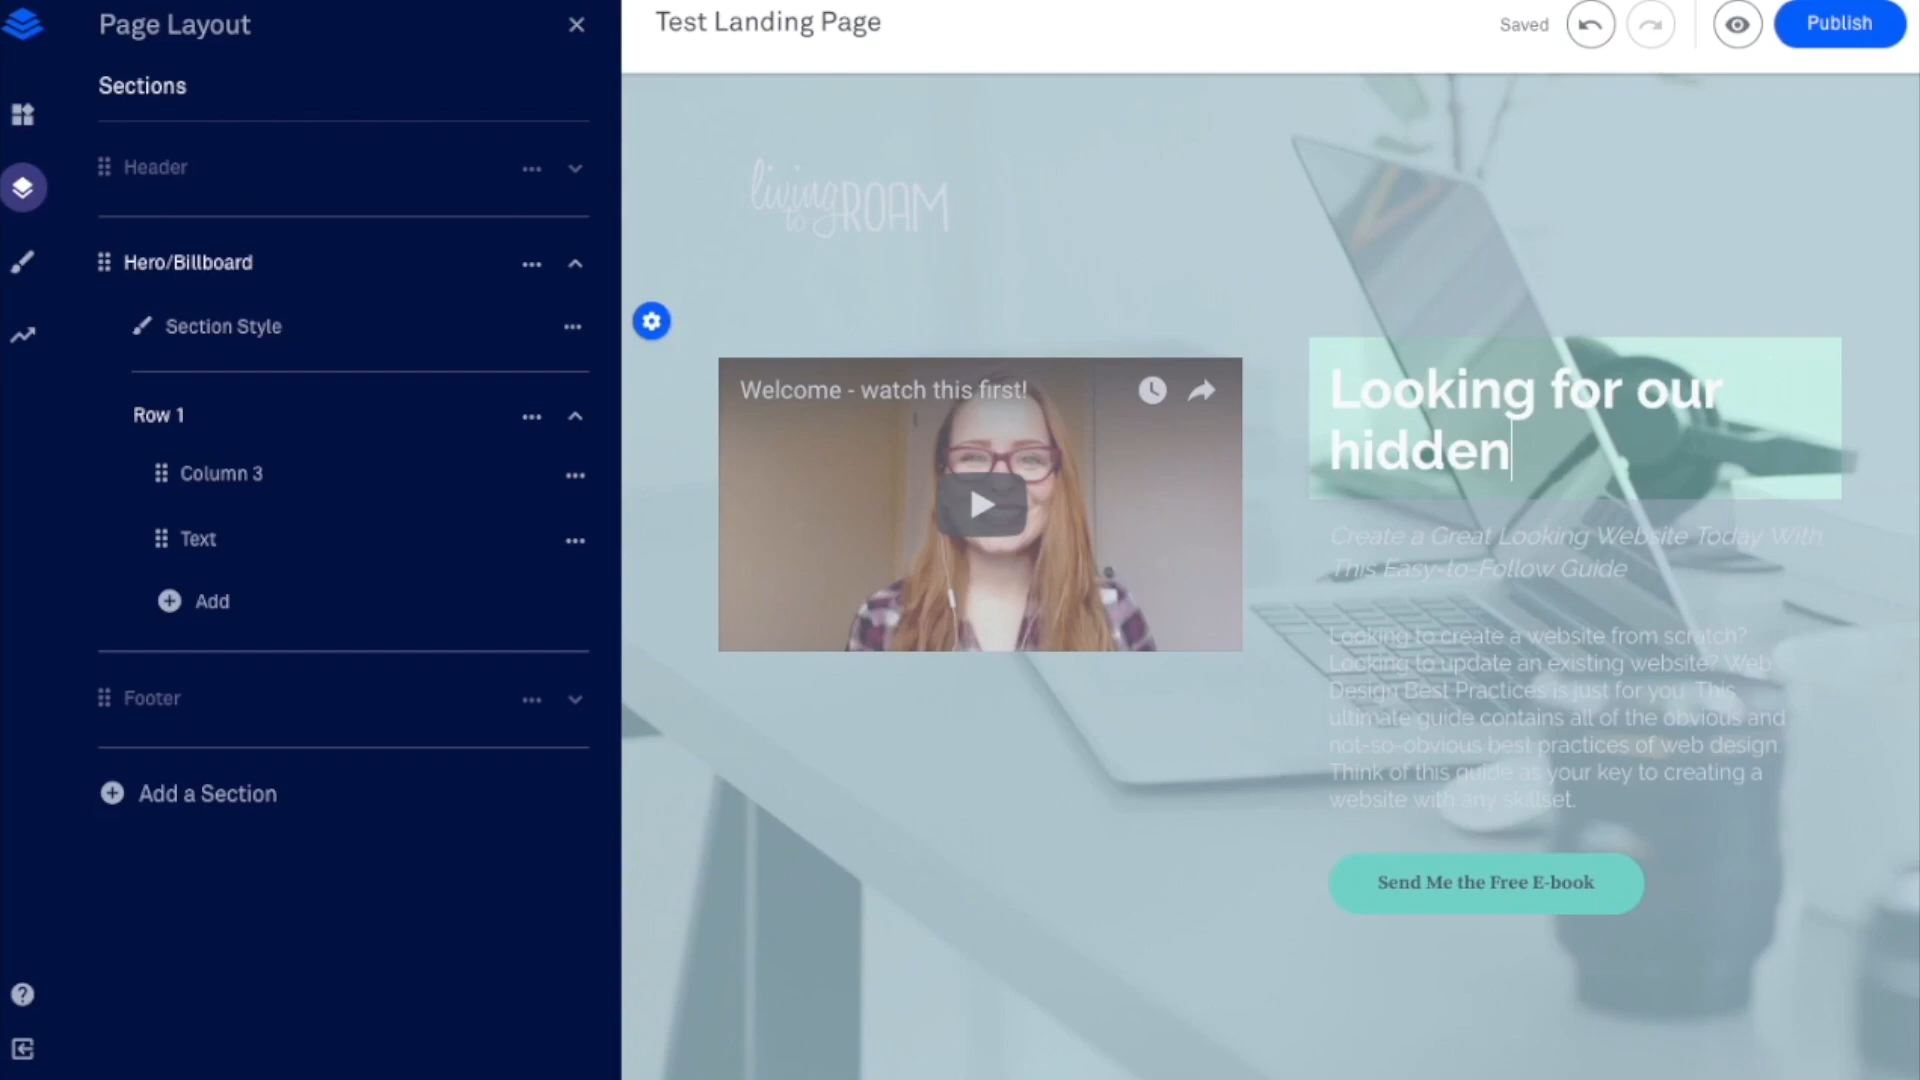 Page Layout
Sections
Header
Hero/Billboard
Section Style
Row 1
Column 3
Text
Add
Footer
Add a Section
Test Landing Page
Saved
Publish
living
to ROAM
Welcome - watch this first!
Looking for our
hidden
Create a Great Looking Website Today With
This Easy-to-Follow Guide
Looking to create a website from scratch?
Looking to update an existing website? Web
Design Best Practices is just for you. This
ultimate guide contains all of the obvious and
not-so-obvious best practices of web design.
Think of this guide as your key to creating a
website with any skillset.
Send Me the Free E-book